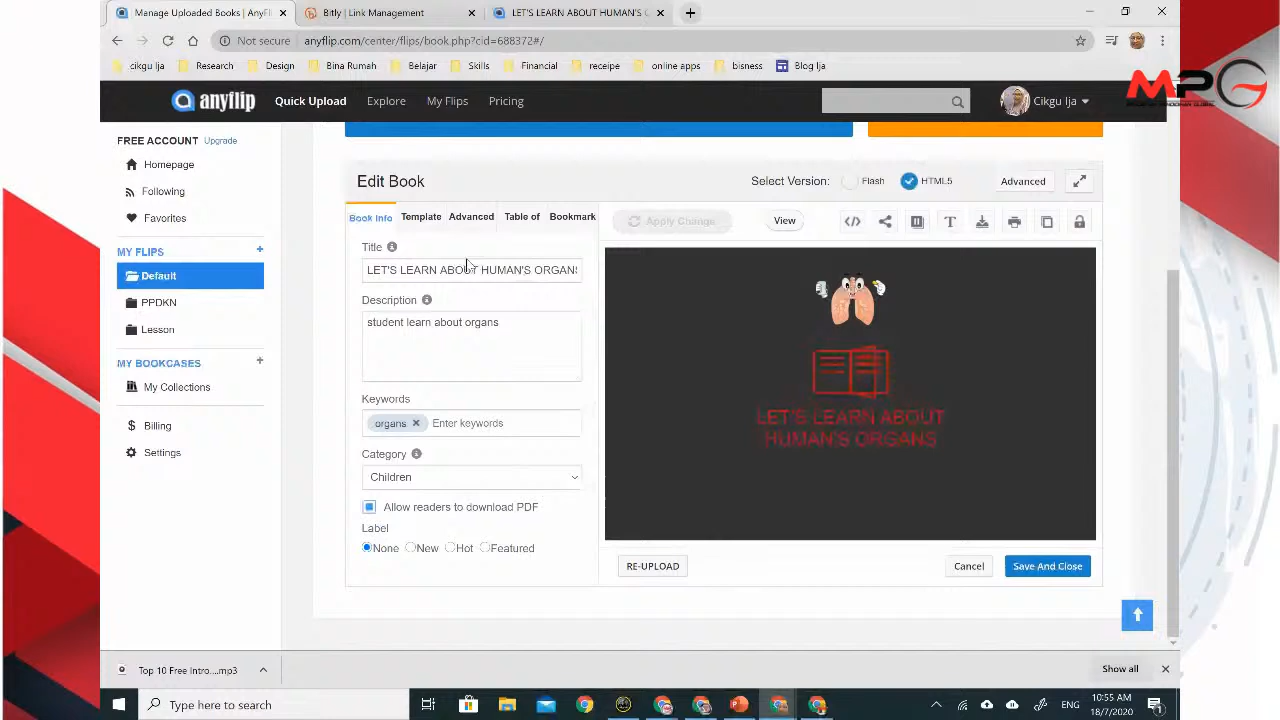 Manage Uploaded Books | AnyFl
Bitly | Link Management
LET'S LEARN ABOUT HUMAN'S O
Not secure
anyflip.com/center/flips/book.php?cid=688372#/
cikgu Ija
Research
Design
Bina Rumah
Belajar
Skills
Financial
receipe
online apps
bisness
Blog Ija
MPG
anyflip
Quick Upload
Explore
My Flips
Pricing
Cikgu Ija
FREE ACCOUNT
Upgrade
Homepage
Following
Favorites
MY FLIPS
Default
PPDKN
Lesson
MY BOOKCASES
My Collections
Billing
Settings
Edit Book
Select Version:
Flash
HTML5
Advanced
Book Info
Template
Advanced
Table of
Bookmark
Apply Change
View
Title
LET'S LEARN ABOUT HUMAN'S ORGANS
Description
student learn about organs
Keywords
organs
Enter keywords
Category
Children
Allow readers to download PDF
Label
None
New
Hot
Featured
LET'S LEARN ABOUT
HUMAN'S ORGANS
RE-UPLOAD
Cancel
Save And Close
Top 10 Free Intro....mp3
Show all
Type here to search
ENG
10:55 AM
18/7/2020
1